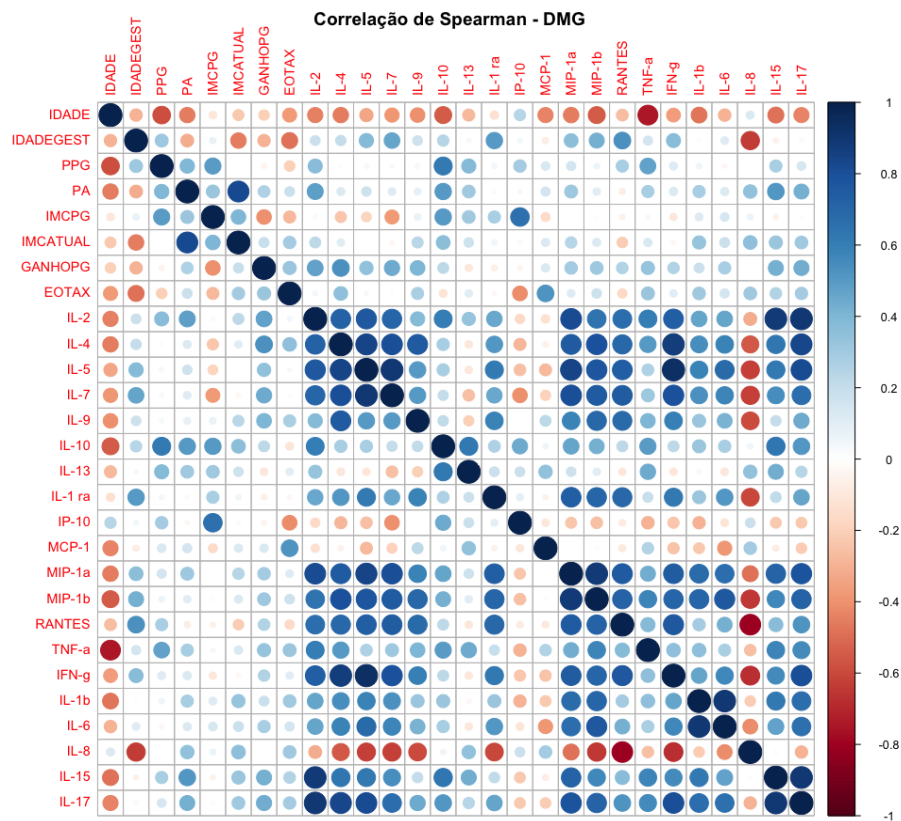 Correlação de Spearman - DMG
IDADE
IDADEGEST
PPG
PA
IMCPG
IMCATUAL
GANHOPG
EOTAX
IL-2
IL-4
IL-5
IL-7
IL-9
IL-10
IL-13
IL-1 ra
IP-10
MCP-1
MIP-1a
MIP-1b
RANTES
TNF-a
IFN-g
IL-1b
IL-6
IL-8
IL-15
IL-17
IDADE
IDADEGEST
PPG
PA
IMCPG
IMCATUAL
GANHOPG
EOTAX
IL-2
IL-4
IL-5
IL-7
IL-9
IL-10
IL-13
IL-1 ra
IP-10
MCP-1
MIP-1a
MIP-1b
RANTES
TNF-a
IFN-g
IL-1b
IL-6
IL-8
IL-15
IL-17
1
0.8
0.6
0.4
0.2
0
-0.2
-0.4
-0.6
-0.8
-1